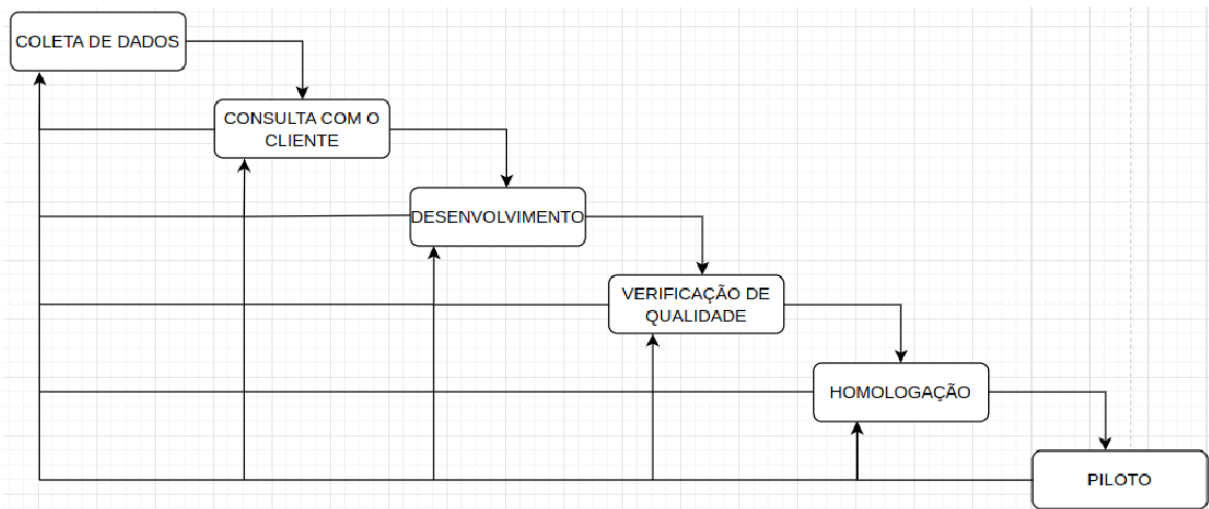 COLETA DE DADOS
CONSULTA COM O
CLIENTE
DESENVOLVIMENTO
VERIFICAÇÃO DE
QUALIDADE
HOMOLOGAÇÃO
PILOTO